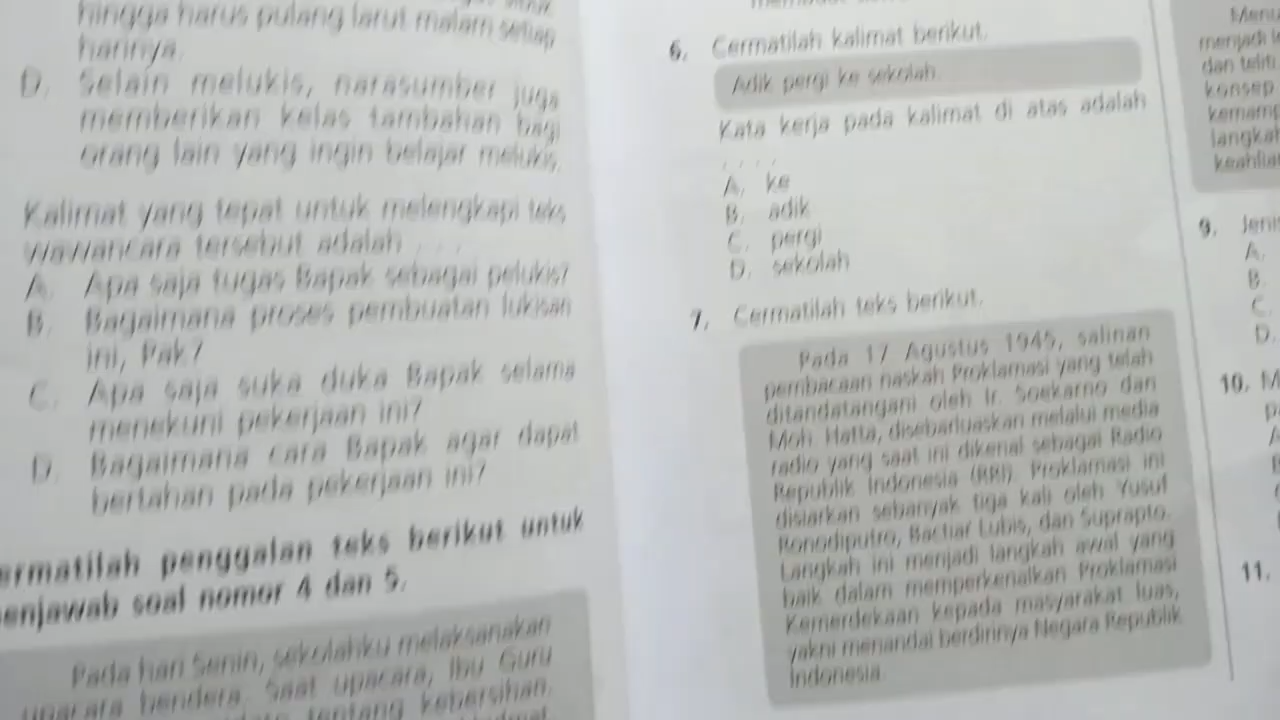 hingga harus pulang larut malam setiap
harinya.
D. Selain melukis, narasumber juga
memberikan kelas tambahan bagi
orang lain yang ingin belajar melukis.
Kalimat yang tepat untuk melengkapi teks
wawancara tersebut adalah . . . .
A. Apa saja tugas Bapak sebagai pelukis?
B. Bagaimana proses pembuatan lukisan
ini, Pak?
C. Apa saja suka duka Bapak selama
menekuni pekerjaan ini?
D. Bagaimana cara Bapak agar dapat
bertahan pada pekerjaan ini?
ermatilah penggalan teks berikut untuk
enjawab soal nomor 4 dan 5.
Pada hari Senin, sekolahku melaksanakan
upacara bendera. Saat upacara, Ibu Guru
tentang kebersihan.
6. Cermatilah kalimat berikut.
Adik pergi ke sekolah.
Kata kerja pada kalimat di atas adalah
. . . .
A. ke
B. adik
C. pergi
D. sekolah
7. Cermatilah teks berikut.
Pada 17 Agustus 1945, salinan
pembacaan naskah Proklamasi yang telah
ditandatangani oleh Ir. Soekarno dan
Moh. Hatta, disebarluaskan melalui media
radio yang saat ini dikenal sebagai Radio
Republik Indonesia (RRI). Proklamasi ini
disiarkan sebanyak tiga kali oleh Yusuf
Ronodiputro, Bactiar Lubis, dan Suprapto.
Langkah ini menjadi langkah awal yang
baik dalam memperkenalkan Proklamasi
Kemerdekaan kepada masyarakat luas,
yakni menandai berdirinya Negara Republik
Indonesia.
Menu
menjadi l
dan teliti
konsep
kemamp
langkah
keahlian
9. Jeni
A.
B.
C.
D.
10. M
11.